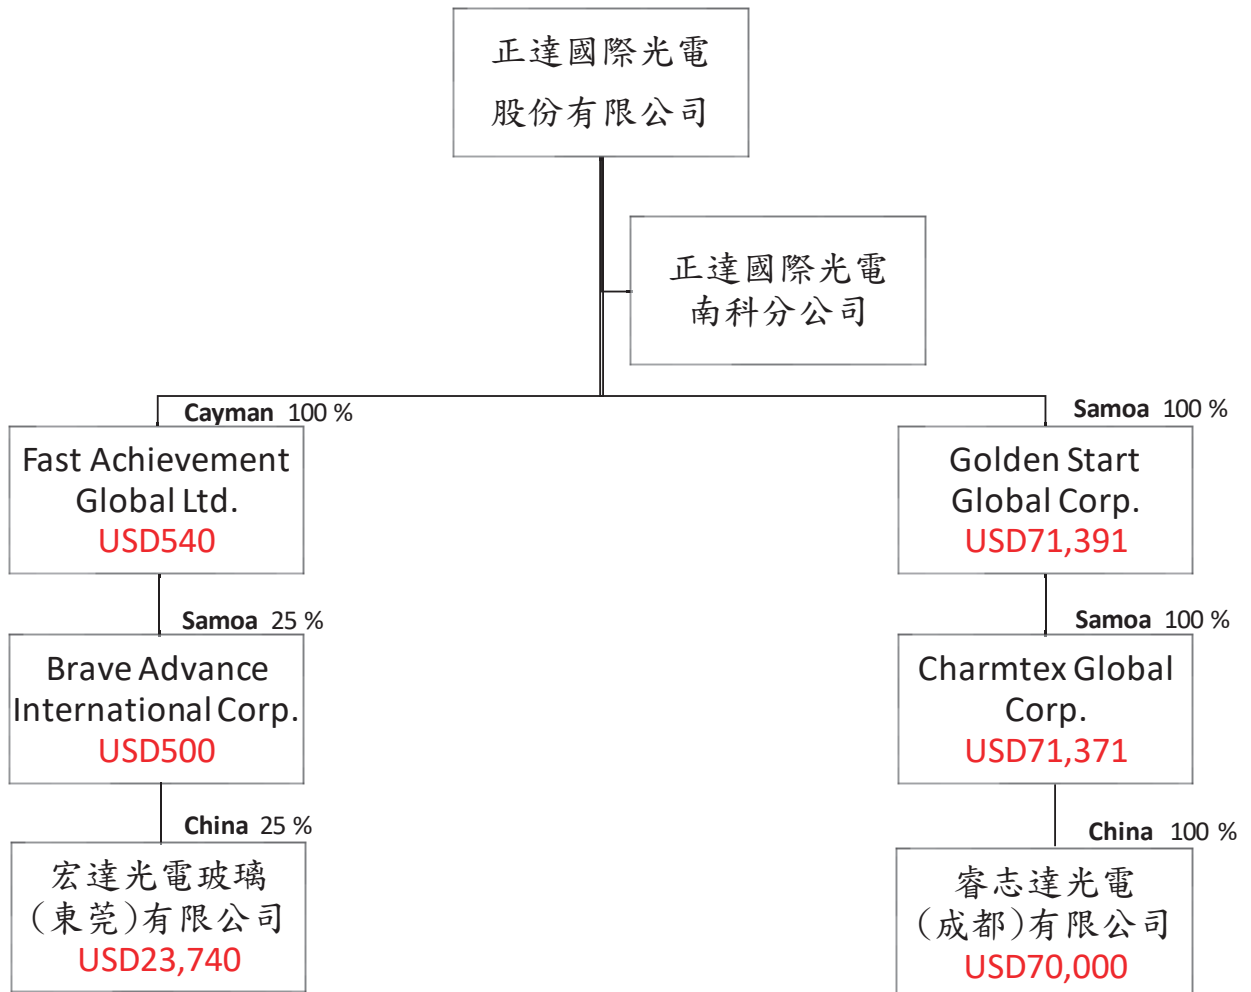 正達國際光電
股份有限公司
正達國際光電
南科分公司
Cayman 100 %
Fast Achievement
Global Ltd.
USD540
Samoa 100 %
Golden Start
Global Corp.
USD71,391
Samoa 25 %
Brave Advance
International Corp.
USD500
Samoa 100 %
Charmtex Global
Corp.
USD71,371
China 25 %
宏達光電玻璃
(東莞)有限公司
USD23,740
China 100 %
睿志達光電
(成都)有限公司
USD70,000